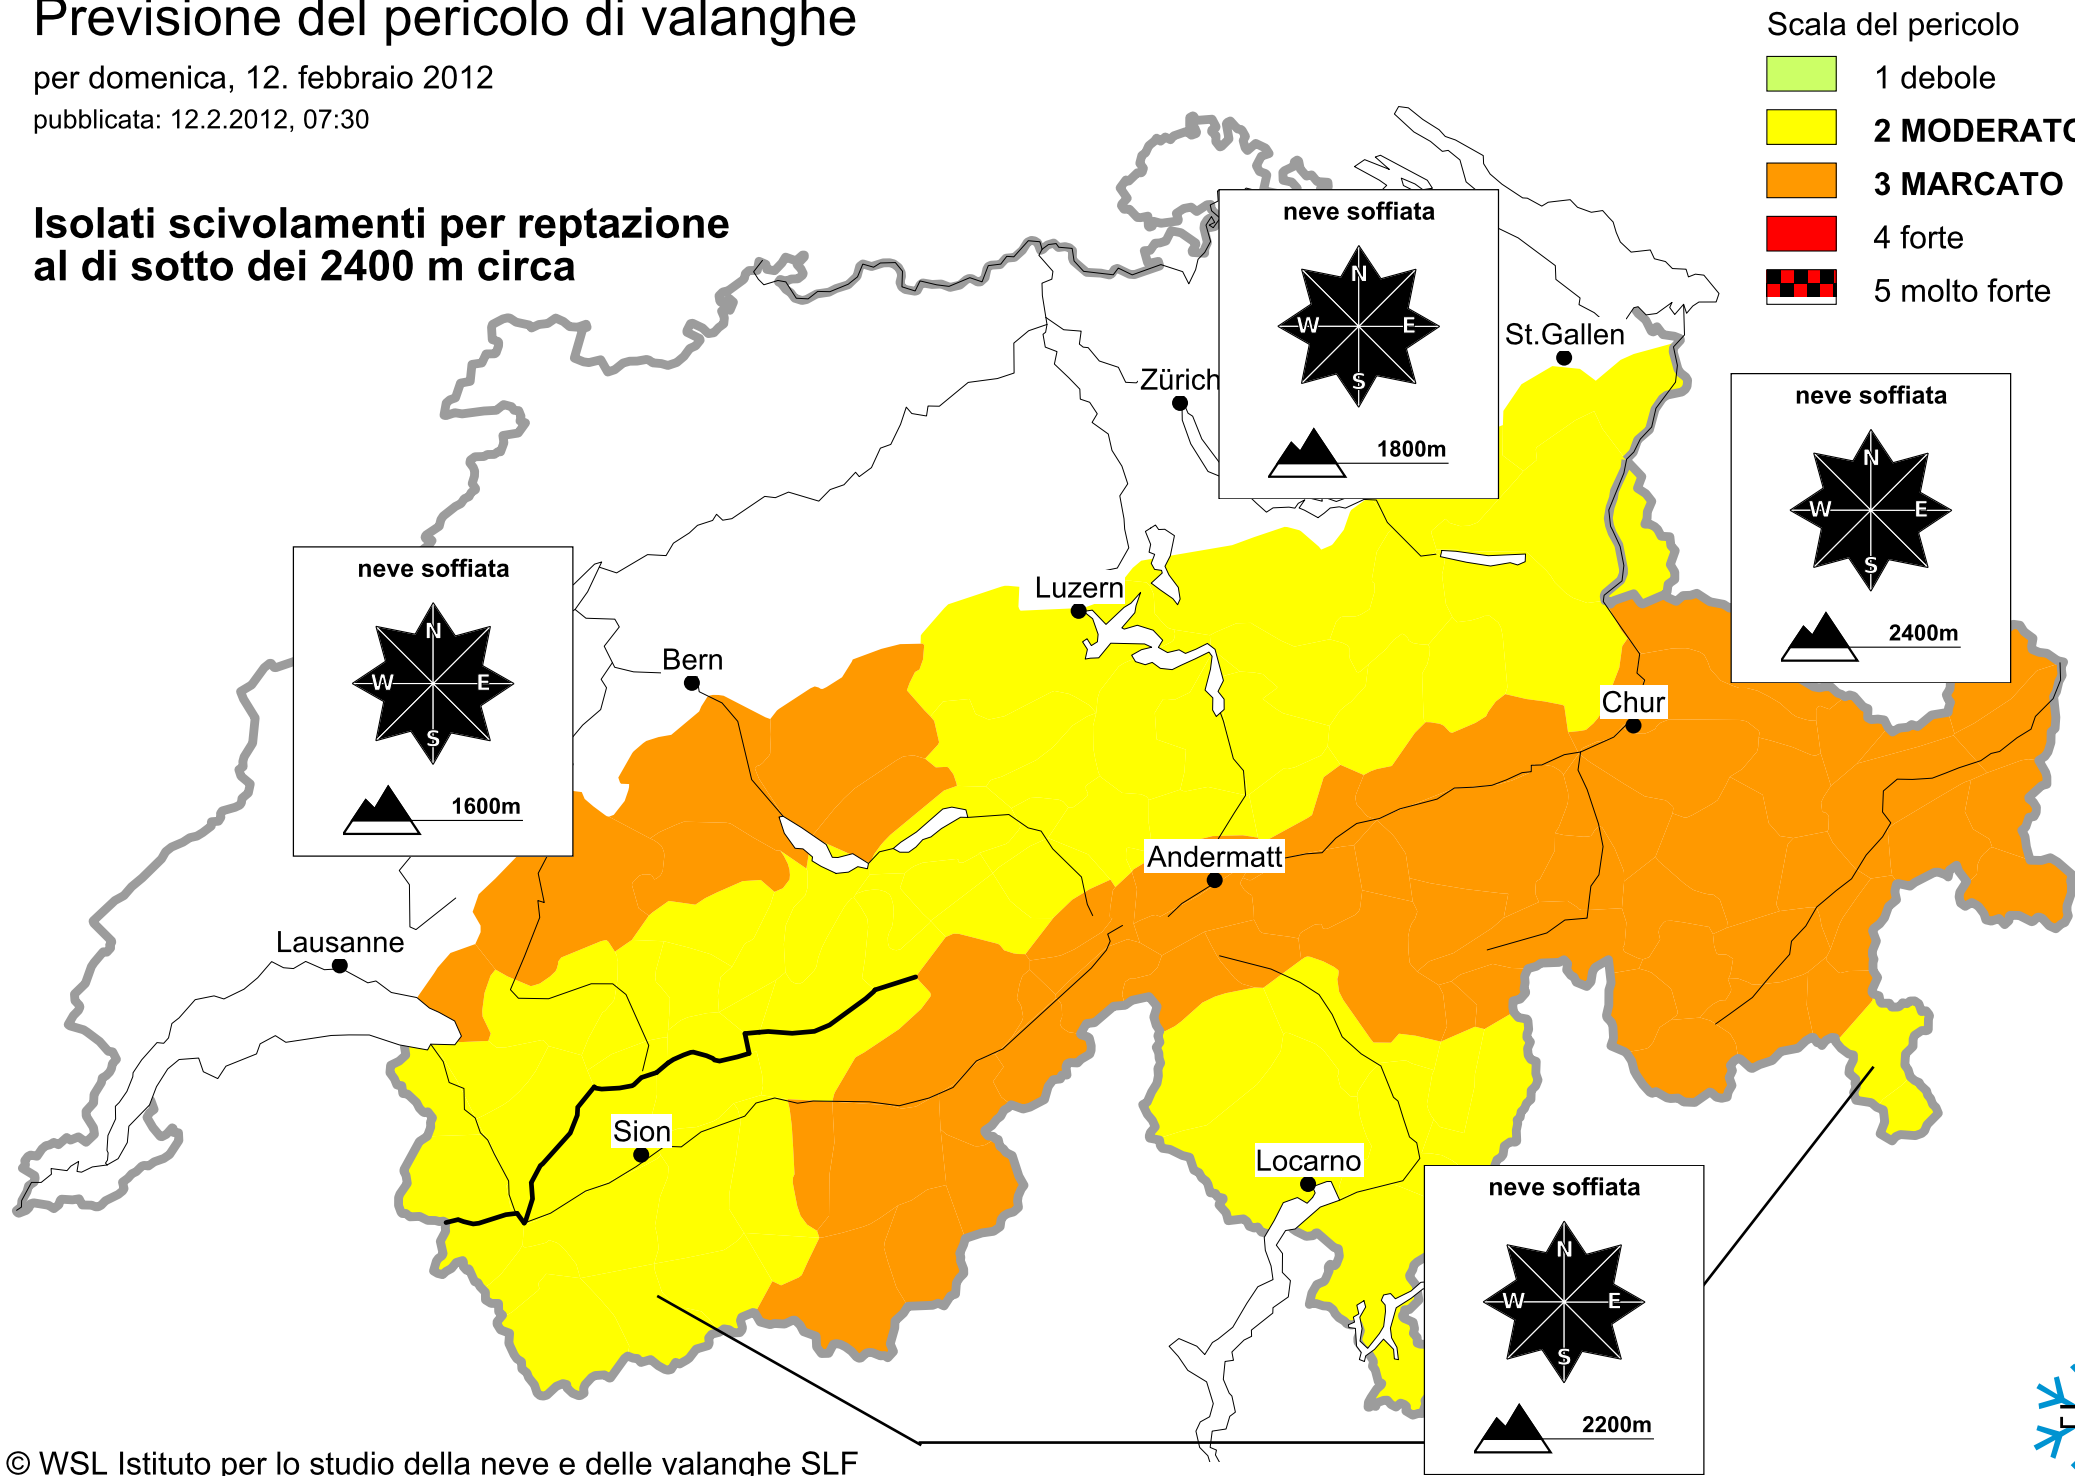 Previsione del pericolo di valanghe
per domenica, 12. febbraio 2012
pubblicata: 12.2.2012, 07:30
Isolati scivolamenti per reptazione
al di sotto dei 2400 m circa
Scala del pericolo
1 debole
2 MODERATO
3 MARCATO
4 forte
5 molto forte
neve soffiata
N
W E
S
1800m
St.Gallen
Zürich
neve soffiata
N
W E
S
2400m
neve soffiata
N
W E
S
1600m
Luzern
Bern
Chur
Andermatt
Lausanne
Sion
Locarno
neve soffiata
N
W E
S
2200m
© WSL Istituto per lo studio della neve e delle valanghe SLF